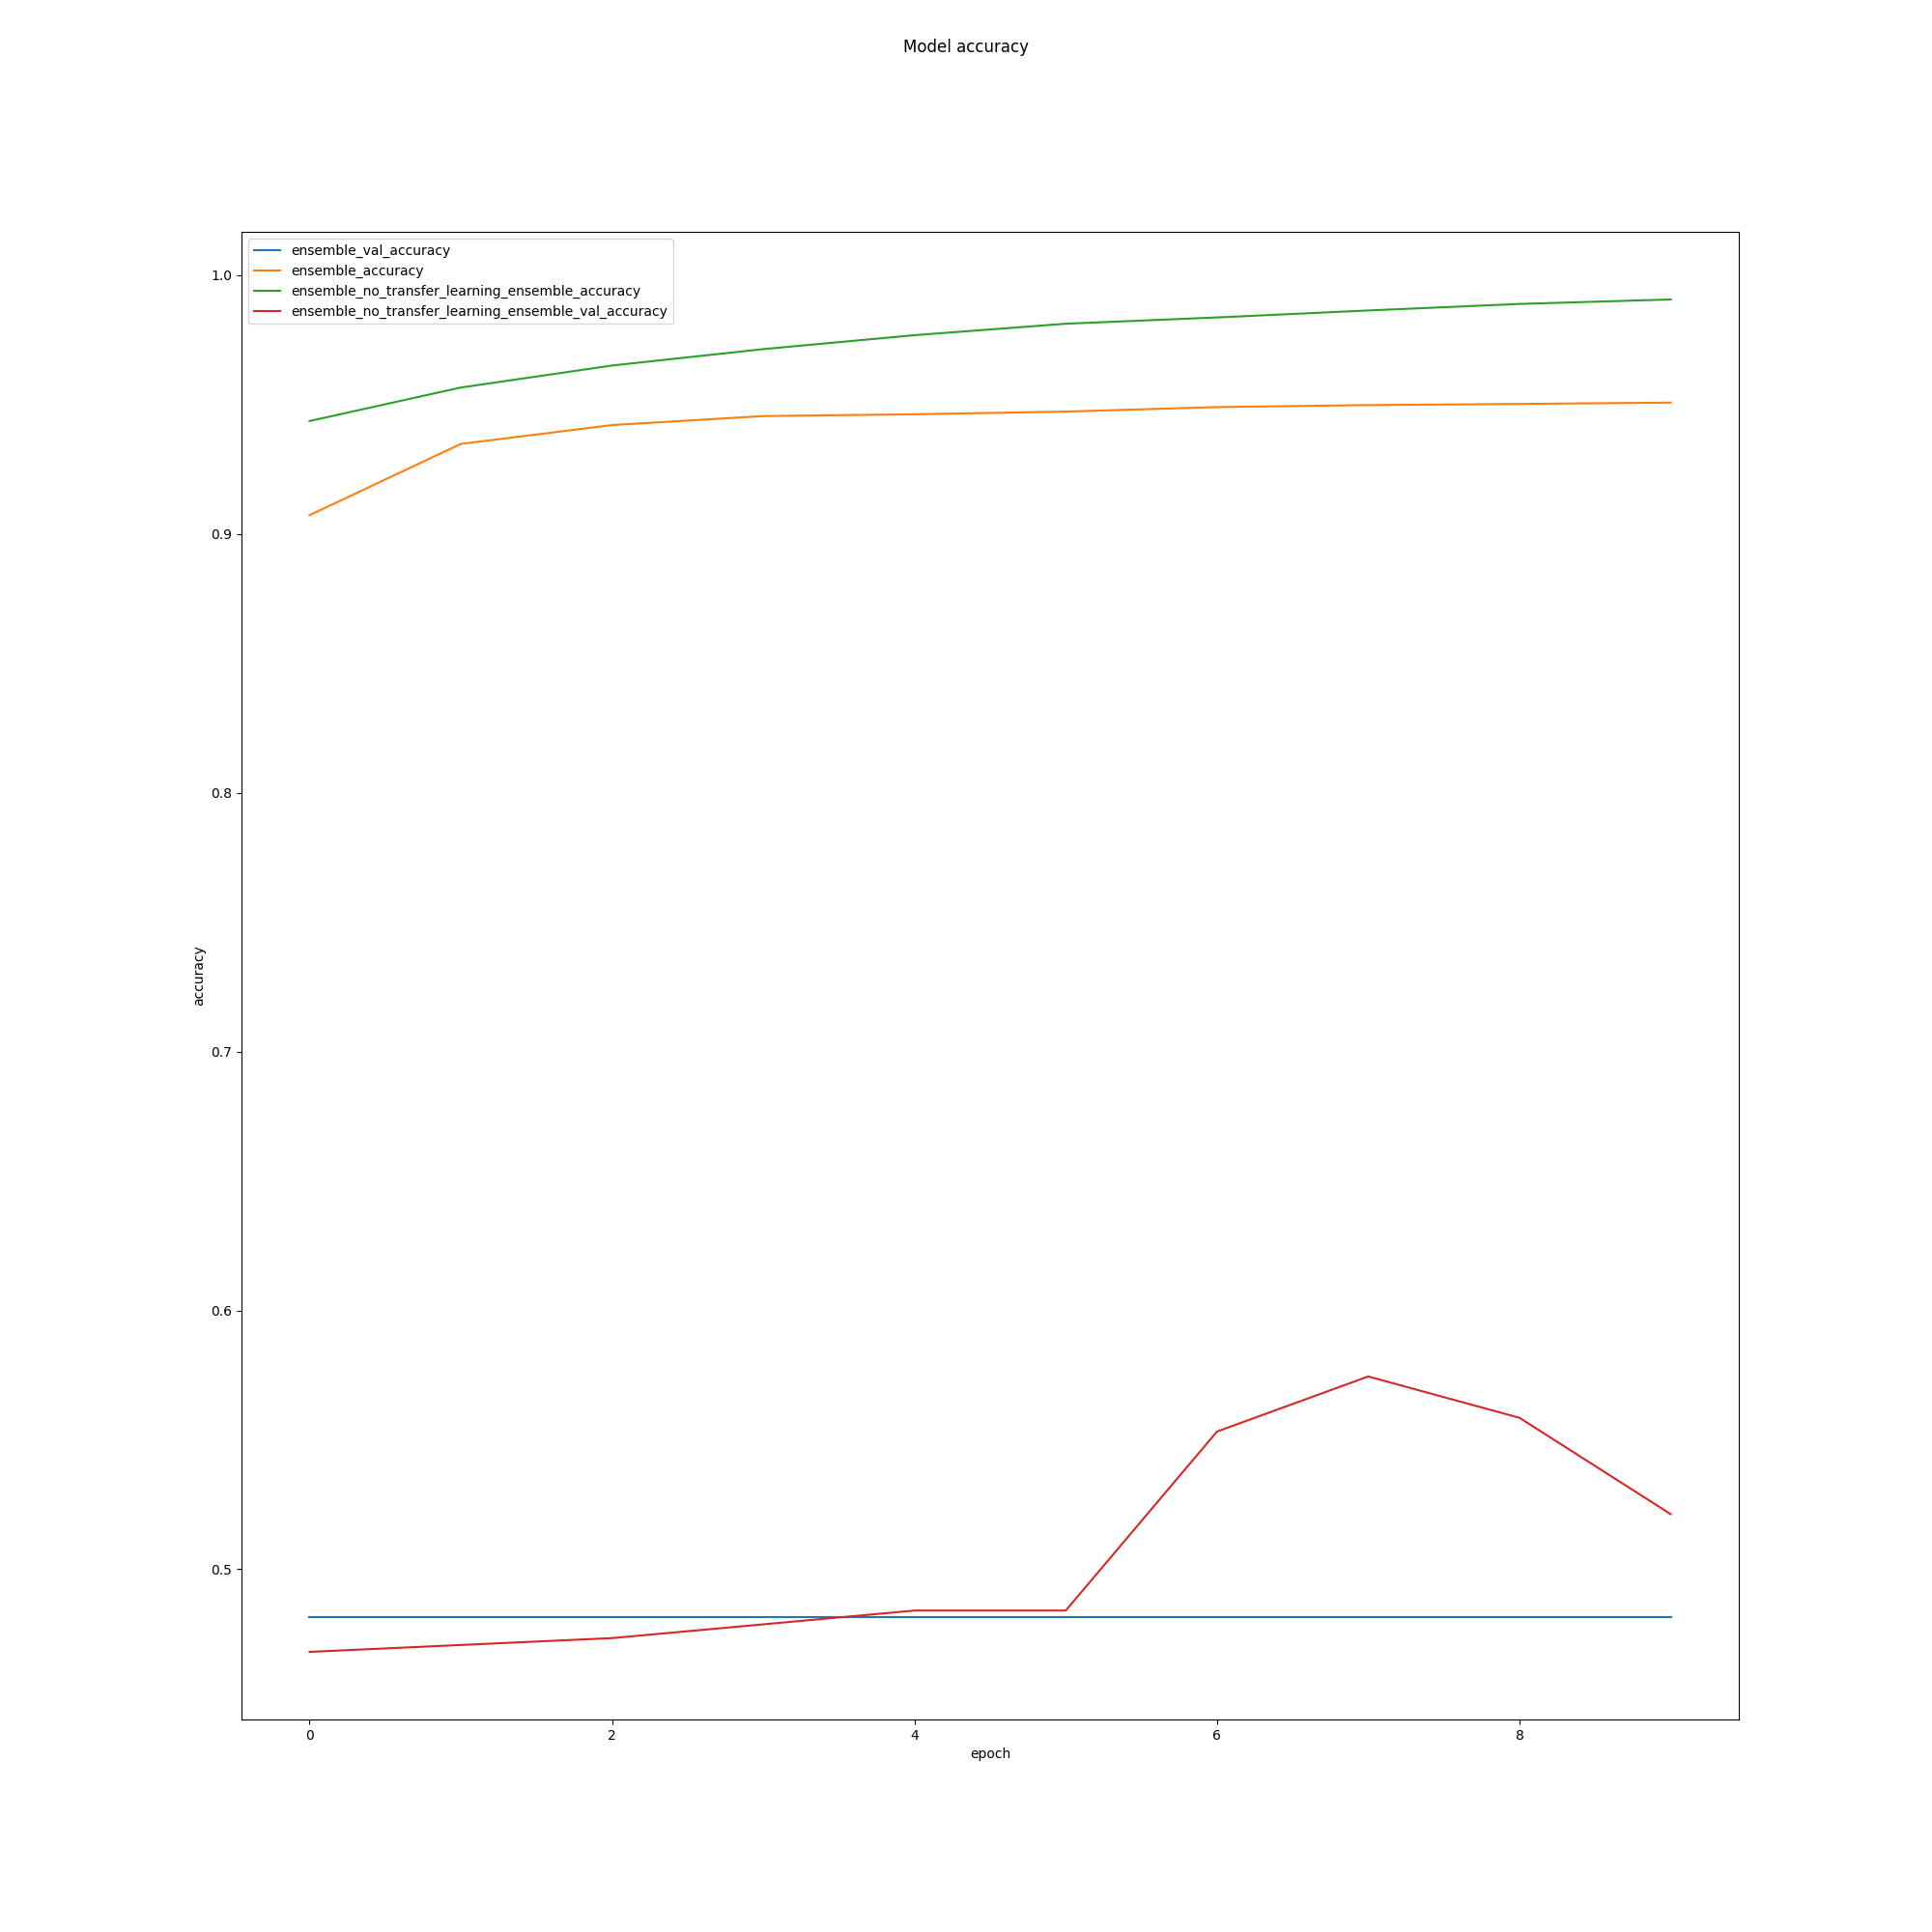 Model accuracy
ensemble_val_accuracy
ensemble_accuracy
ensemble_no_transfer_learning_ensemble_accuracy
ensemble_no_transfer_learning_ensemble_val_accuracy
1.0
0.9
0.8
0.7
0.6
0.5
accuracy
0 2 4 6 8
epoch